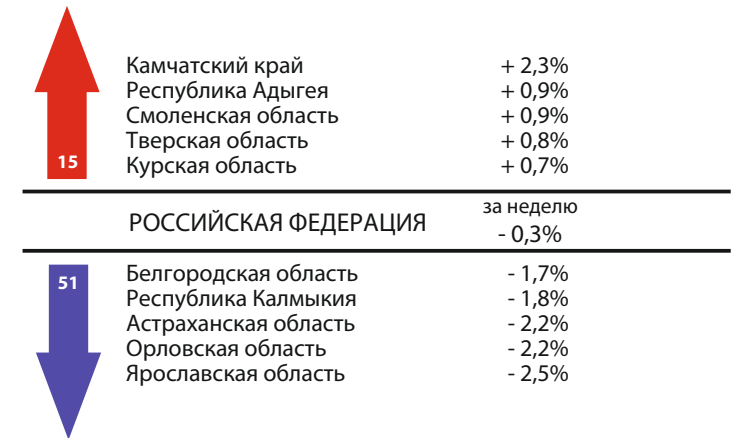 Камчатский край + 2,3%
Республика Адыгея + 0,9%
Смоленская область + 0,9%
Тверская область + 0,8%
15 Курская область + 0,7%
за неделю
РОССИЙСКАЯ ФЕДЕРАЦИЯ - 0,3%
51 Белгородская область - 1,7%
Республика Калмыкия - 1,8%
Астраханская область - 2,2%
Орловская область - 2,2%
Ярославская область - 2,5%